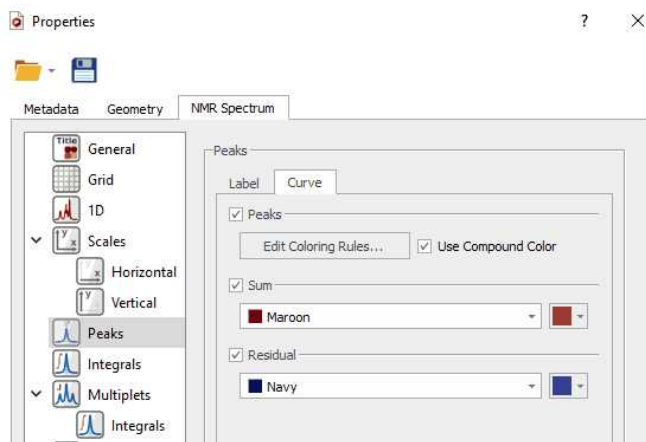 Properties
?
Metadata Geometry NMR Spectrum
Title
General
Grid
1D
Scales
Horizontal
Vertical
Peaks
Integrals
Multiplets
Integrals
Peaks
Label Curve
Peaks
Edit Coloring Rules... Use Compound Color
Sum
Maroon
Residual
Navy